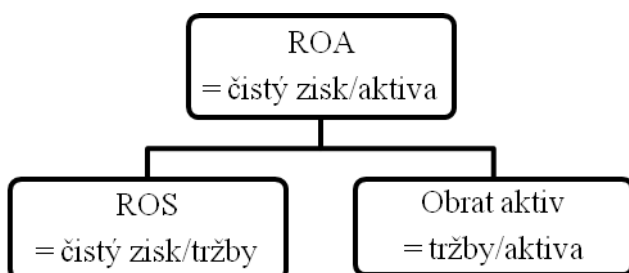 ROA
= čistý zisk/aktiva
ROS
= čistý zisk/tržby
Obrat aktiv
= tržby/aktiva